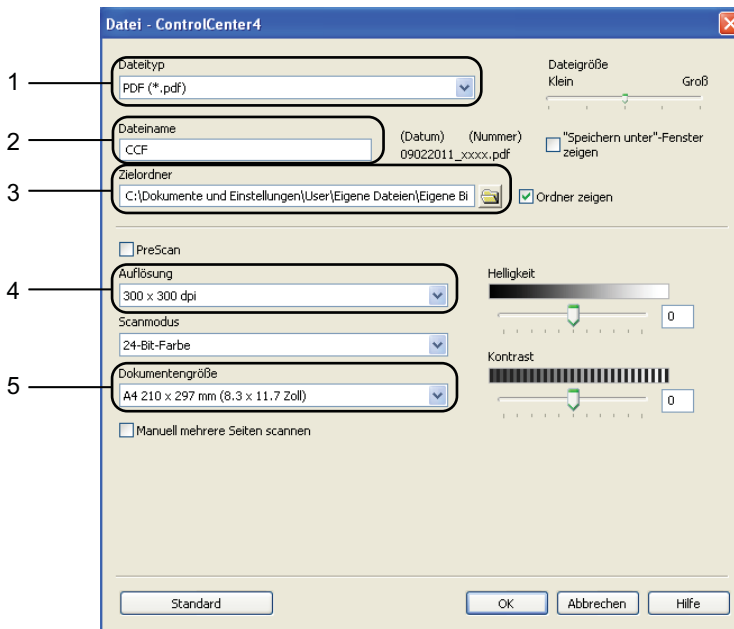 Datei - ControlCenter4
1
Dateityp
PDF (*.pdf)
Dateigröße
Klein Groß
2
Dateiname
CCF
(Datum) (Nummer)
09022011_xxxx.pdf
"Speichern unter"-Fenster
zeigen
3
Zielordner
C:\Dokumente und Einstellungen\User\Eigene Dateien\Eigene Bi
Ordner zeigen
PreScan
4
Auflösung
300 x 300 dpi
Helligkeit
0
Scanmodus
24-Bit-Farbe
Kontrast
0
5
Dokumentengröße
A4 210 x 297 mm (8.3 x 11.7 Zoll)
Manuell mehrere Seiten scannen
Standard OK Abbrechen Hilfe